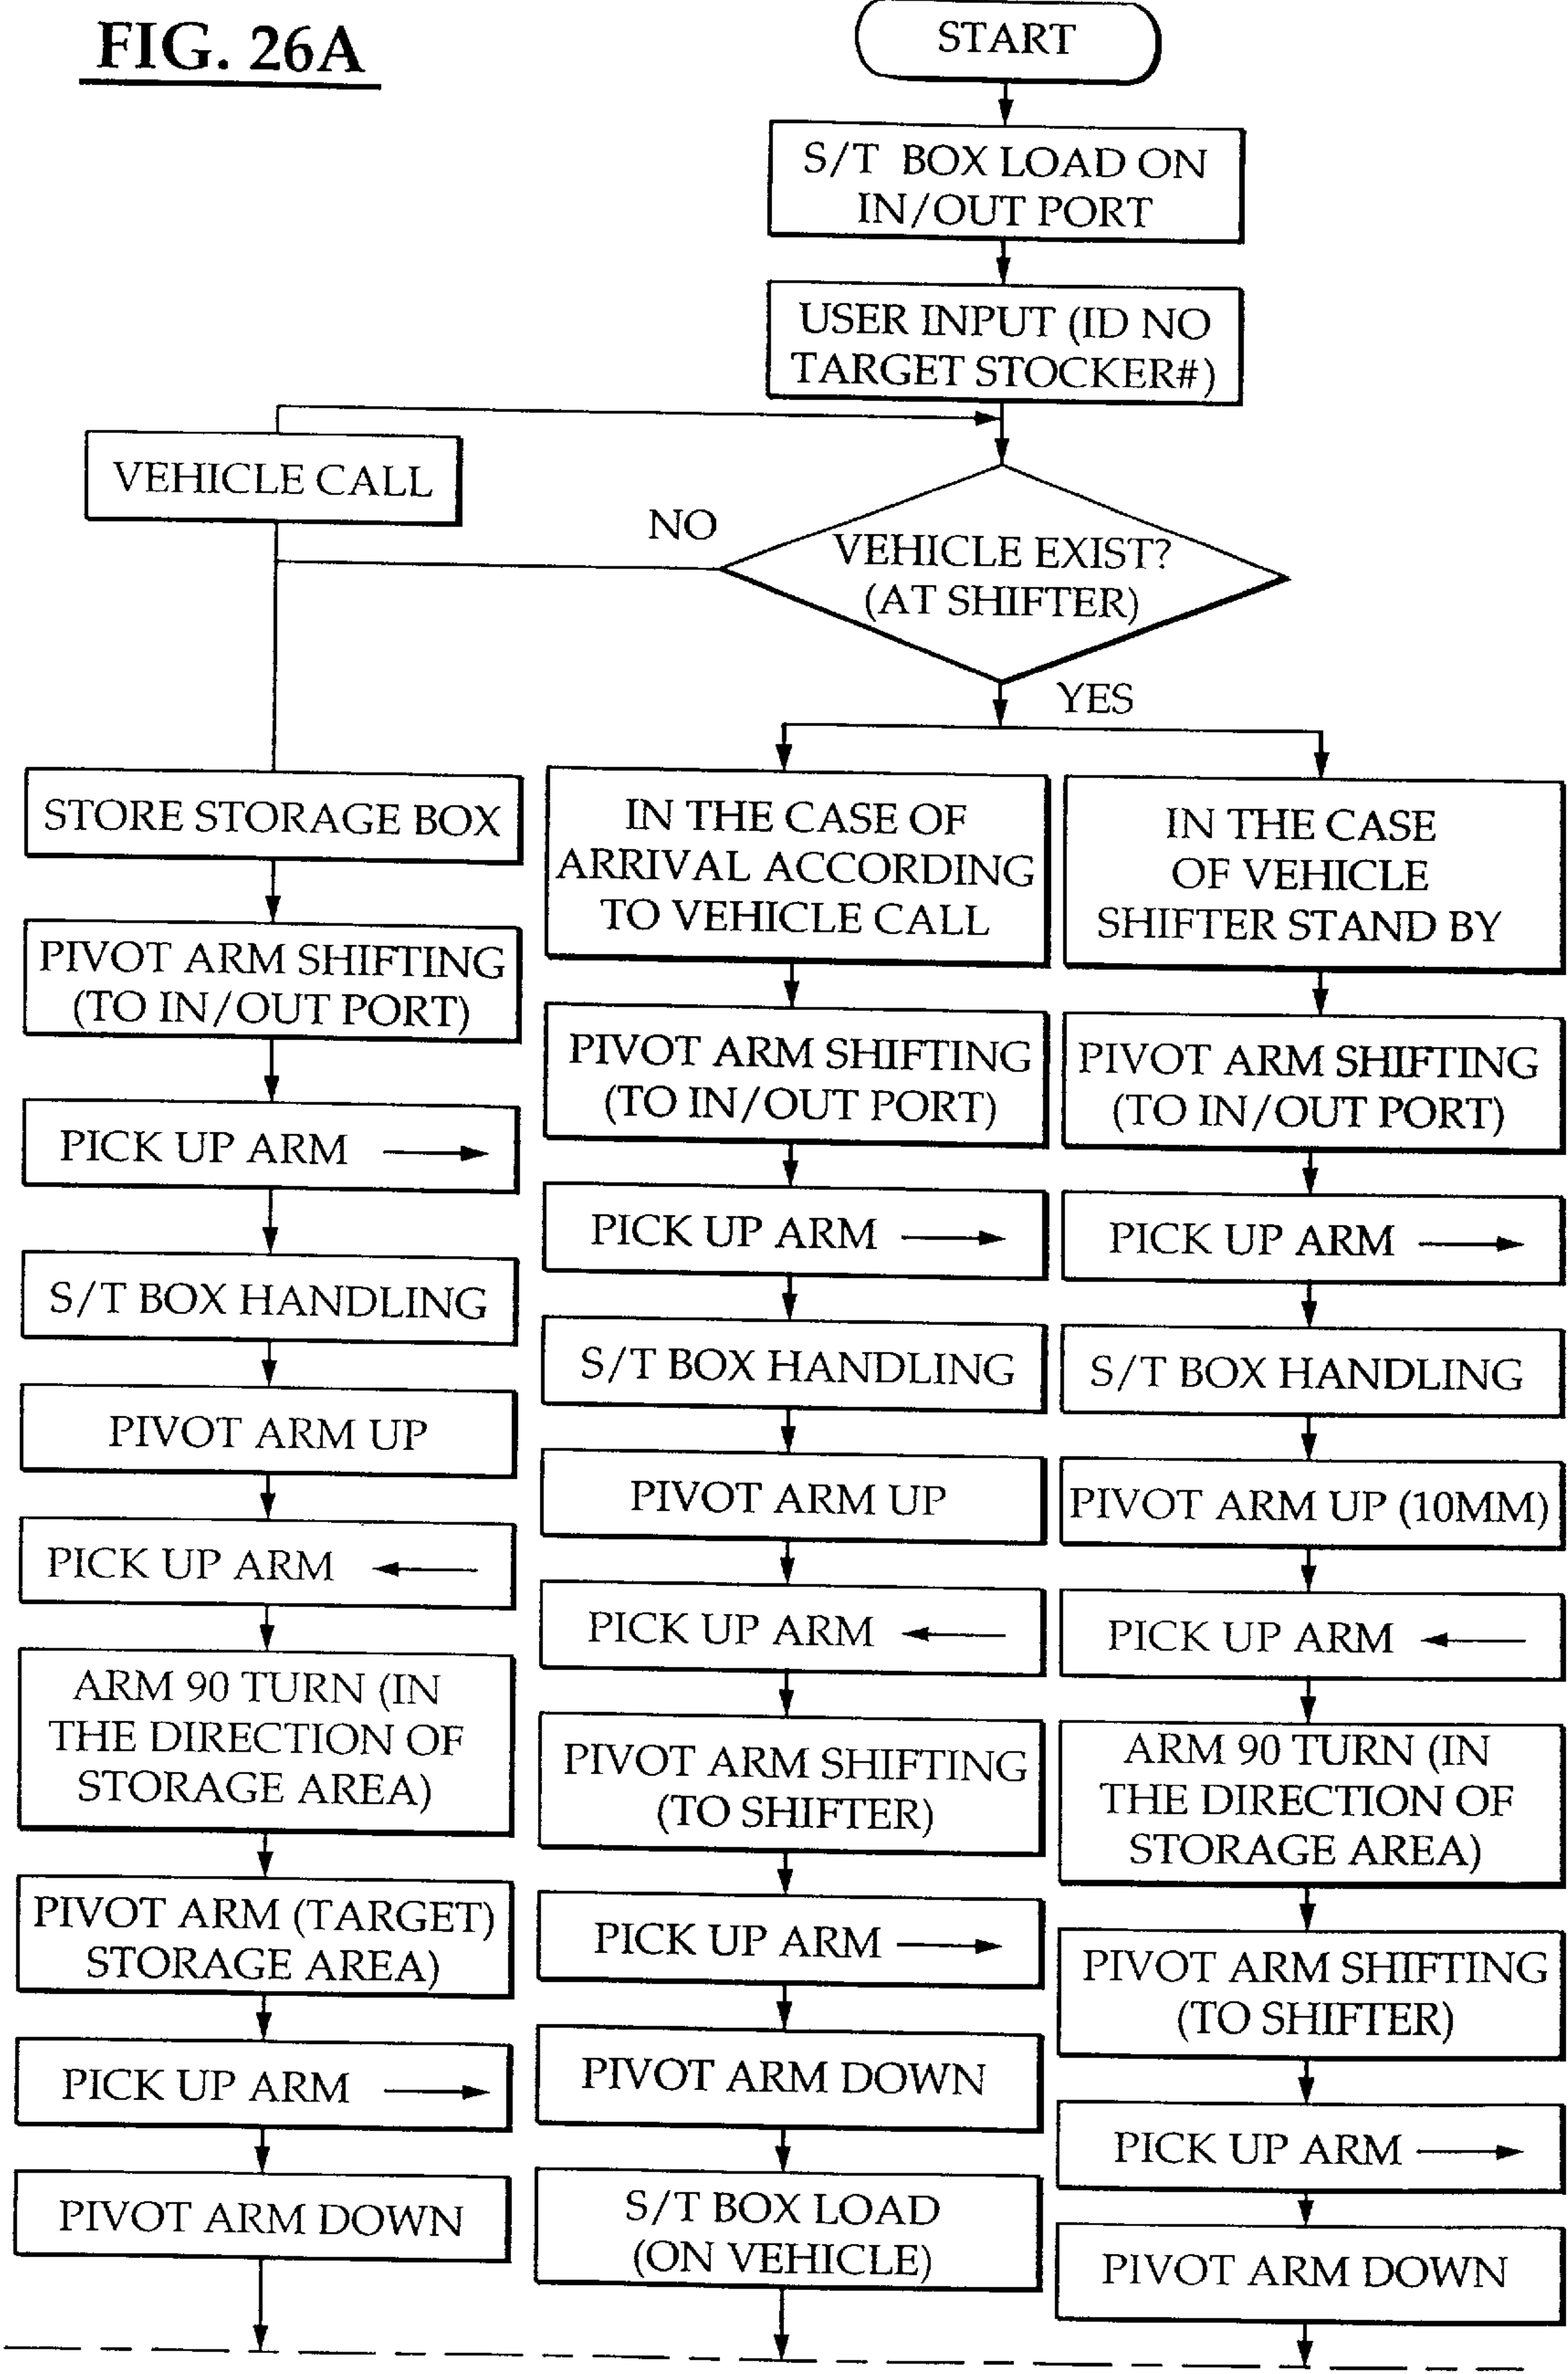 FIG. 26A
START
S/T BOX LOAD ON
IN/OUT PORT
USER INPUT (ID NO
TARGET STOCKER#)
VEHICLE CALL
NO
VEHICLE EXIST?
(AT SHIFTER)
YES
STORE STORAGE BOX
PIVOT ARM SHIFTING
(TO IN/OUT PORT)
PICK UP ARM →
S/T BOX HANDLING
PIVOT ARM UP
PICK UP ARM ←
ARM 90 TURN (IN
THE DIRECTION OF
STORAGE AREA)
PIVOT ARM (TARGET)
STORAGE AREA)
PICK UP ARM →
PIVOT ARM DOWN
IN THE CASE OF
ARRIVAL ACCORDING
TO VEHICLE CALL
PIVOT ARM SHIFTING
(TO IN/OUT PORT)
PICK UP ARM →
S/T BOX HANDLING
PIVOT ARM UP
PICK UP ARM ←
PIVOT ARM SHIFTING
(TO SHIFTER)
PICK UP ARM →
PIVOT ARM DOWN
S/T BOX LOAD
(ON VEHICLE)
IN THE CASE
OF VEHICLE
SHIFTER STAND BY
PIVOT ARM SHIFTING
(TO IN/OUT PORT)
PICK UP ARM →
S/T BOX HANDLING
PIVOT ARM UP (10MM)
PICK UP ARM ←
ARM 90 TURN (IN
THE DIRECTION OF
STORAGE AREA)
PIVOT ARM SHIFTING
(TO SHIFTER)
PICK UP ARM →
PIVOT ARM DOWN